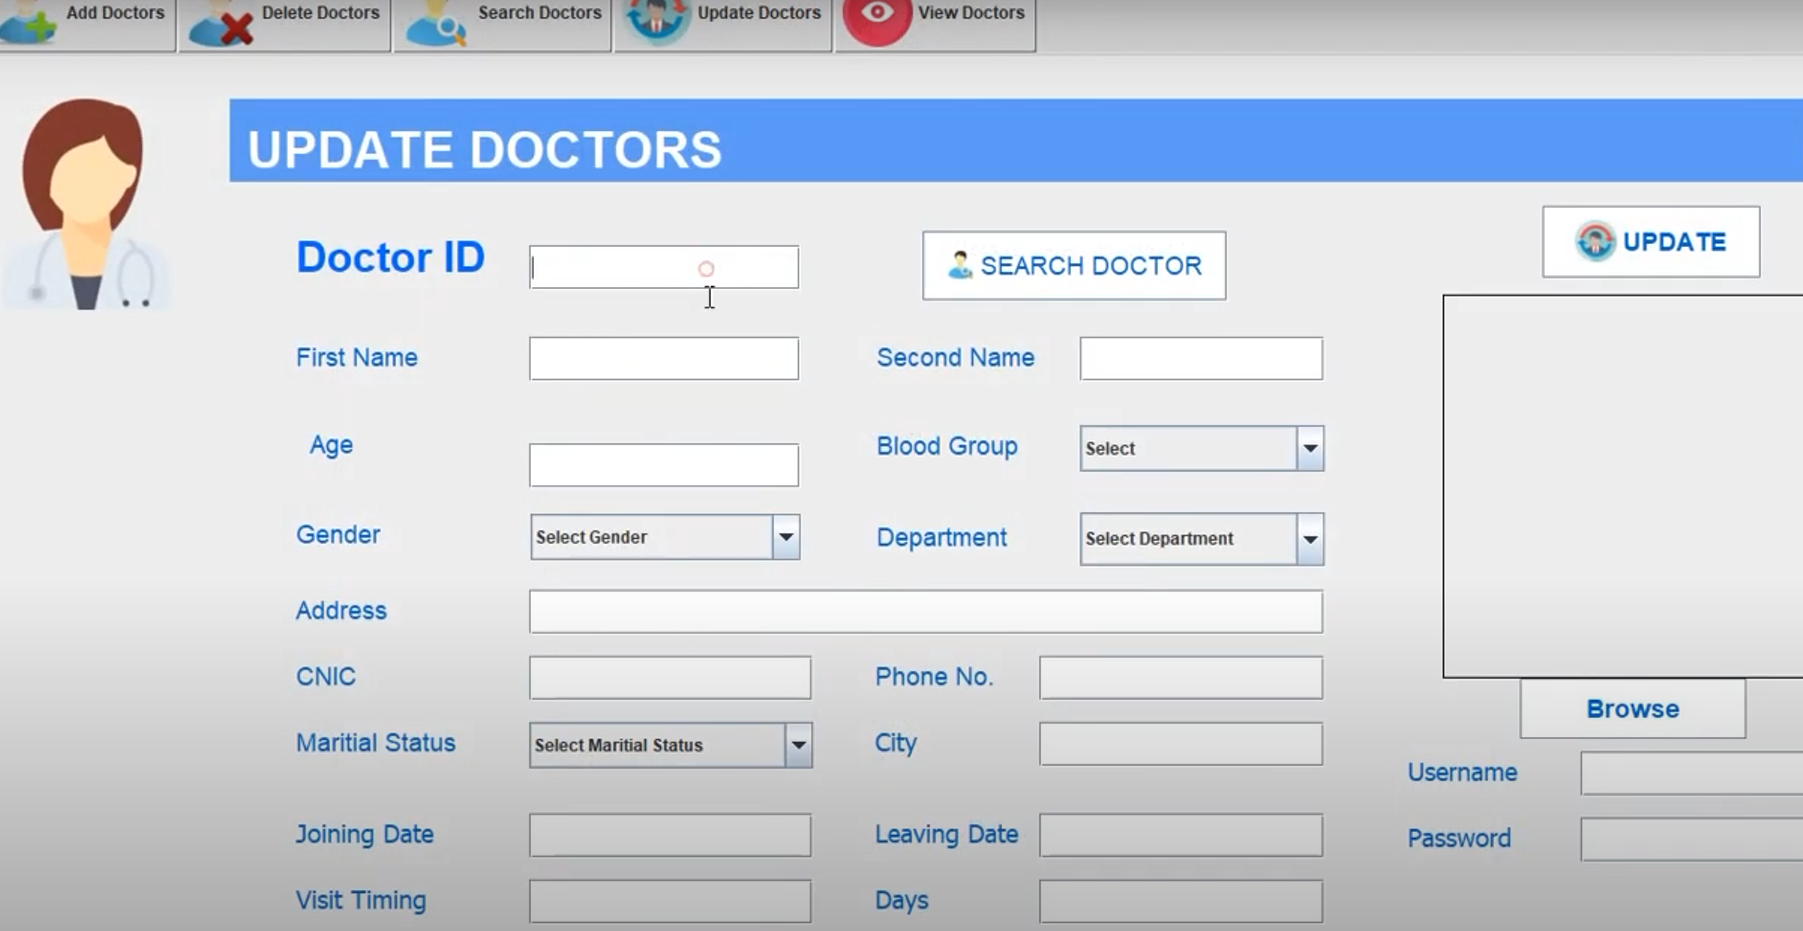 Add Doctors
Delete Doctors
Search Doctors
Update Doctors
View Doctors
UPDATE DOCTORS
Doctor ID
SEARCH DOCTOR
UPDATE
First Name
Second Name
Age
Blood Group
Select
Gender
Select Gender
Department
Select Department
Address
CNIC
Phone No.
Browse
Maritial Status
Select Maritial Status
City
Username
Joining Date
Leaving Date
Password
Visit Timing
Days